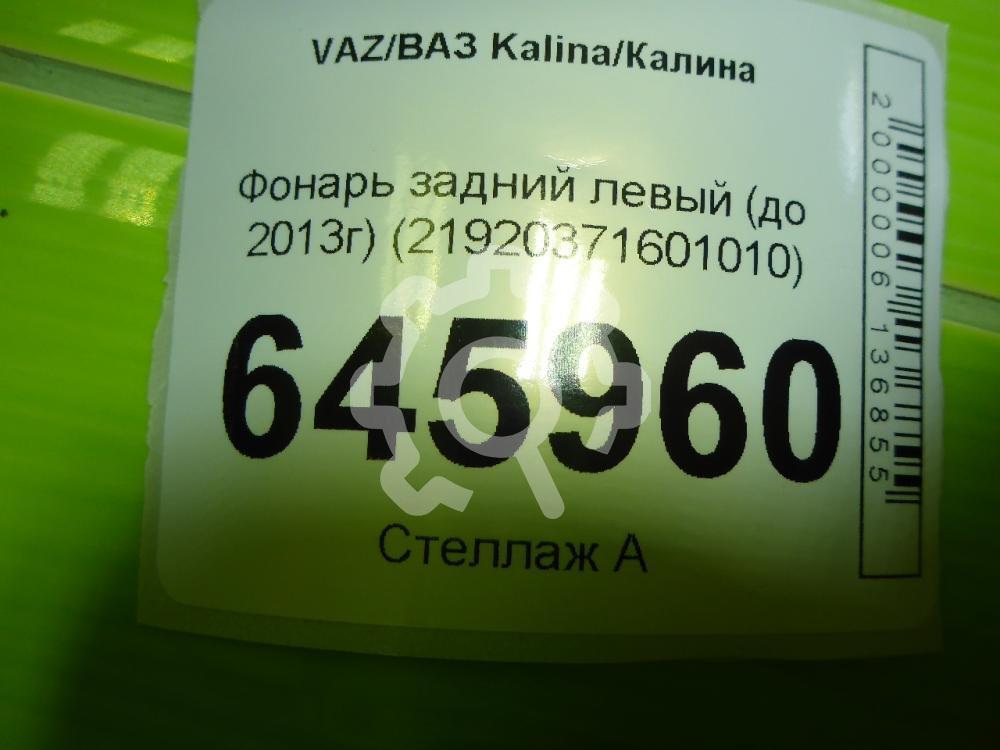 VAZ/ВАЗ Kalina/Калина
Фонарь задний левый (до
2013г) (21920371601010)
645960
Стеллаж А
2000006136855